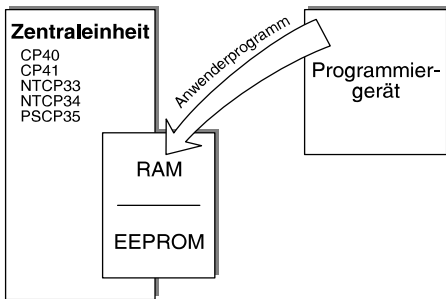 Zentraleinheit
CP40
CP41
NTCP33
NTCP34
PSCP35
Anwenderprogramm
Programmier-
gerät
RAM
EEPROM